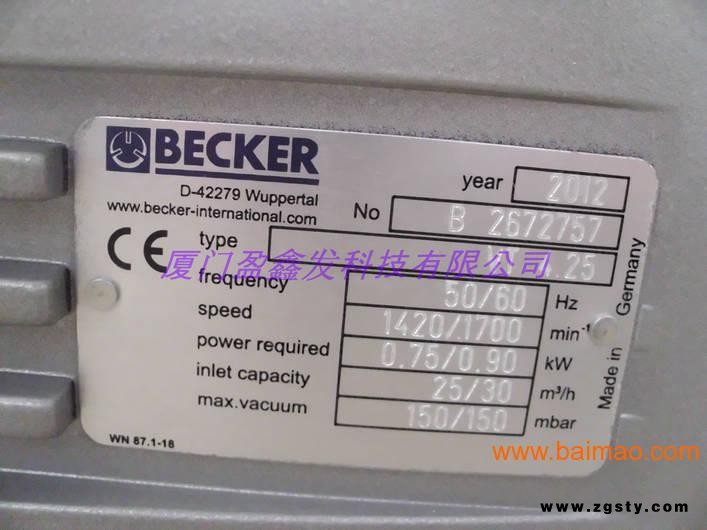 BECKER
D-42279 Wuppertal
www.becker-international.com
year 2012
No B 2672757
CE
type .25
厦门盈鑫发科技有限公司
frequency 50/60 Hz
speed 1420/1700 min-1
power required 0.75/0.90 kW
inlet capacity 25/30 m³/h
max.vacuum 150/150 mbar
WN 87.1-18
Made in Germany
www.baimao.com
www.zgsty.com